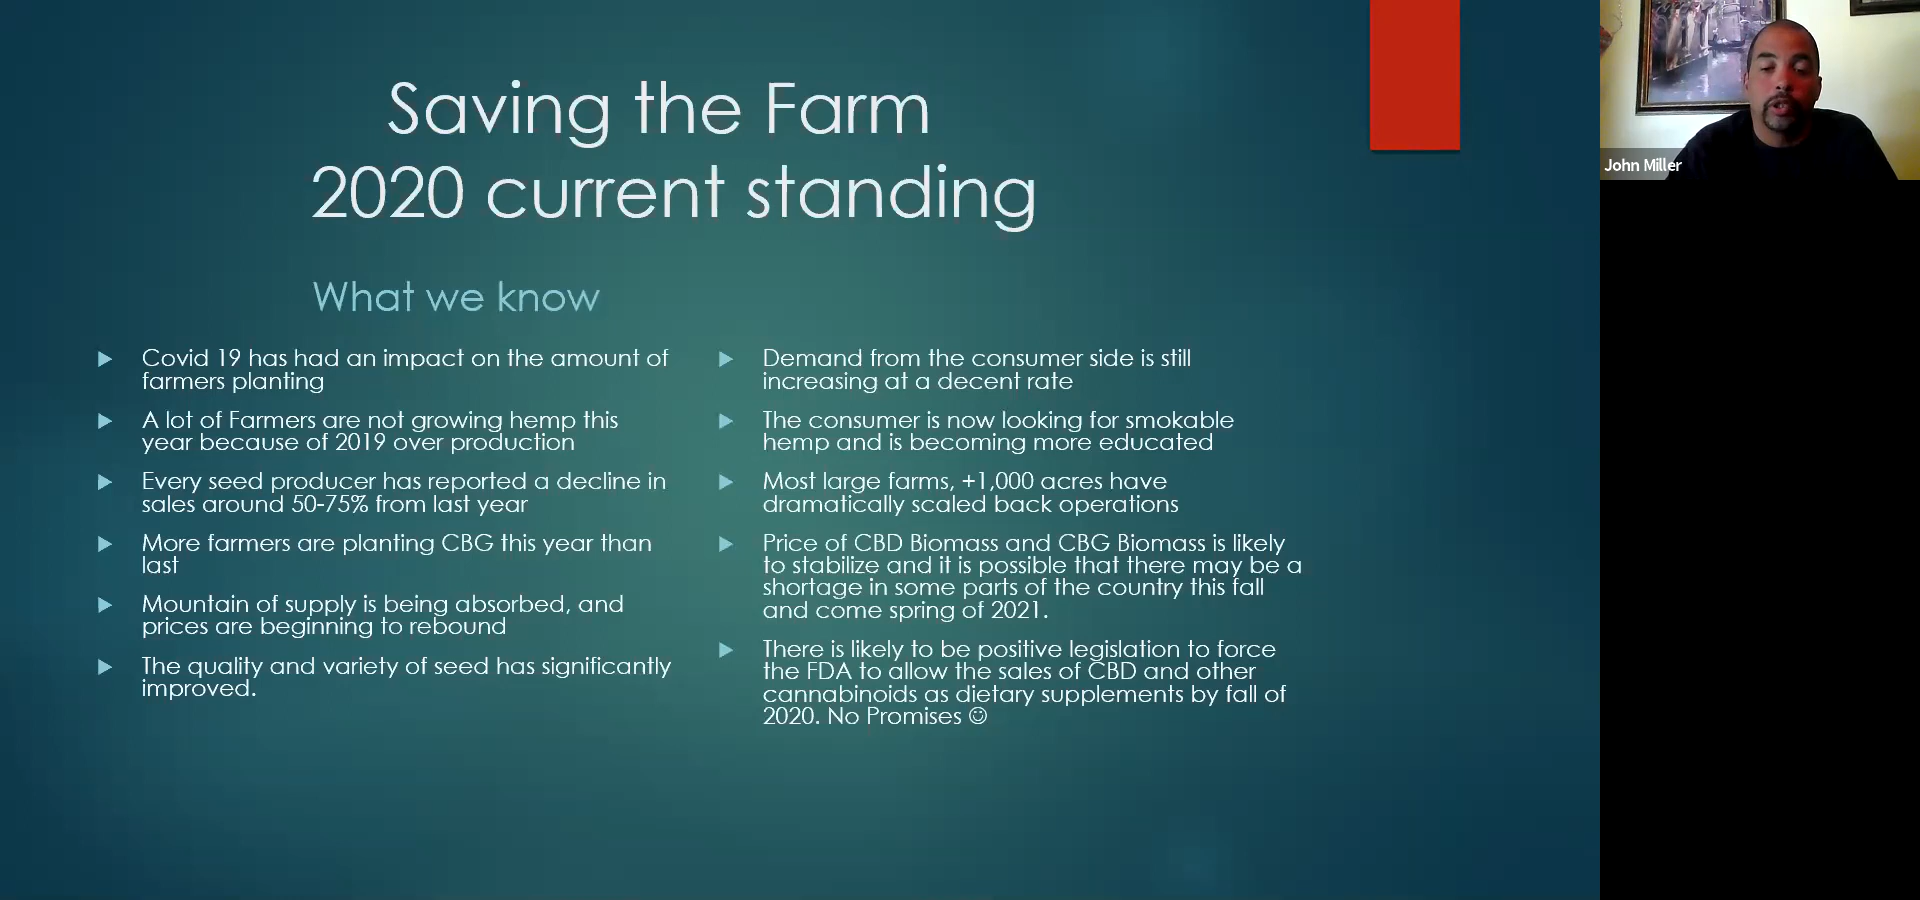 Saving the Farm
2020 current standing
What we know
Covid 19 has had an impact on the amount of
farmers planting
A lot of Farmers are not growing hemp this
year because of 2019 over production
Every seed producer has reported a decline in
sales around 50-75% from last year
More farmers are planting CBG this year than
last
Mountain of supply is being absorbed, and
prices are beginning to rebound
The quality and variety of seed has significantly
improved.
Demand from the consumer side is still
increasing at a decent rate
The consumer is now looking for smokable
hemp and is becoming more educated
Most large farms, +1,000 acres have
dramatically scaled back operations
Price of CBD Biomass and CBG Biomass is likely
to stabilize and it is possible that there may be a
shortage in some parts of the country this fall
and come spring of 2021.
There is likely to be positive legislation to force
the FDA to allow the sales of CBD and other
cannabinoids as dietary supplements by fall of
2020. No Promises ☺
John Miller